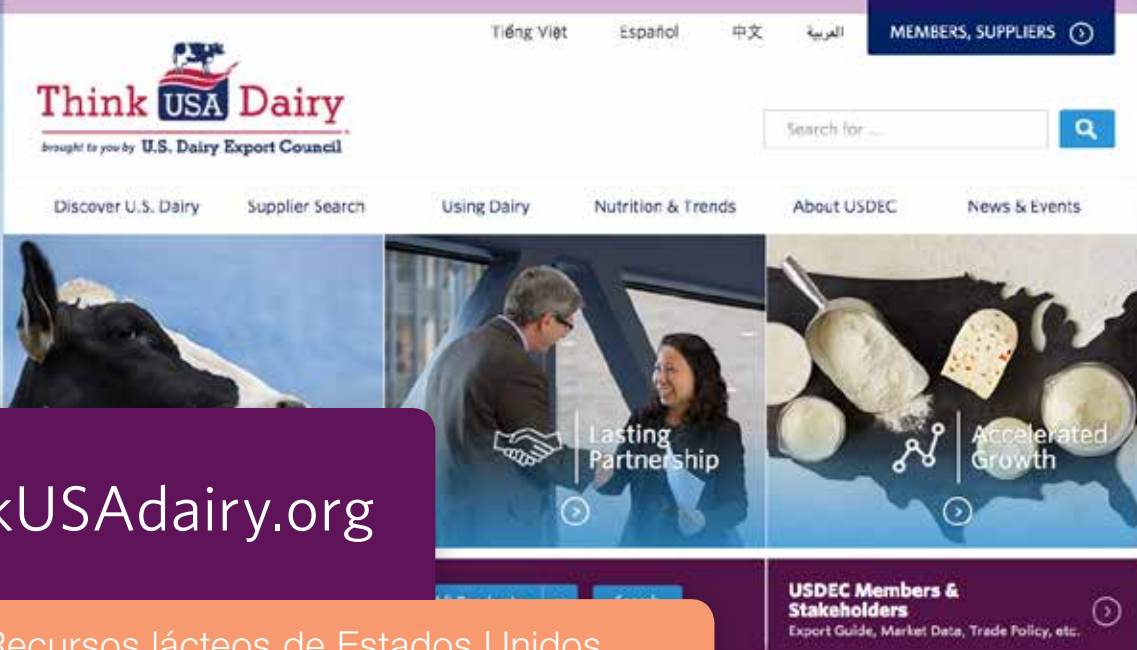 Tiếng Việt Español 中文 العربية MEMBERS, SUPPLIERS
Think USA Dairy
brought to you by U.S. Dairy Export Council
Search for ...
Discover U.S. Dairy Supplier Search Using Dairy Nutrition & Trends About USDEC News & Events
Lasting
Partnership
Accelerated
Growth
kUSAdairy.org
USDEC Members &
Stakeholders
Export Guide, Market Data, Trade Policy, etc.
Recursos lácteos de Estados Unidos